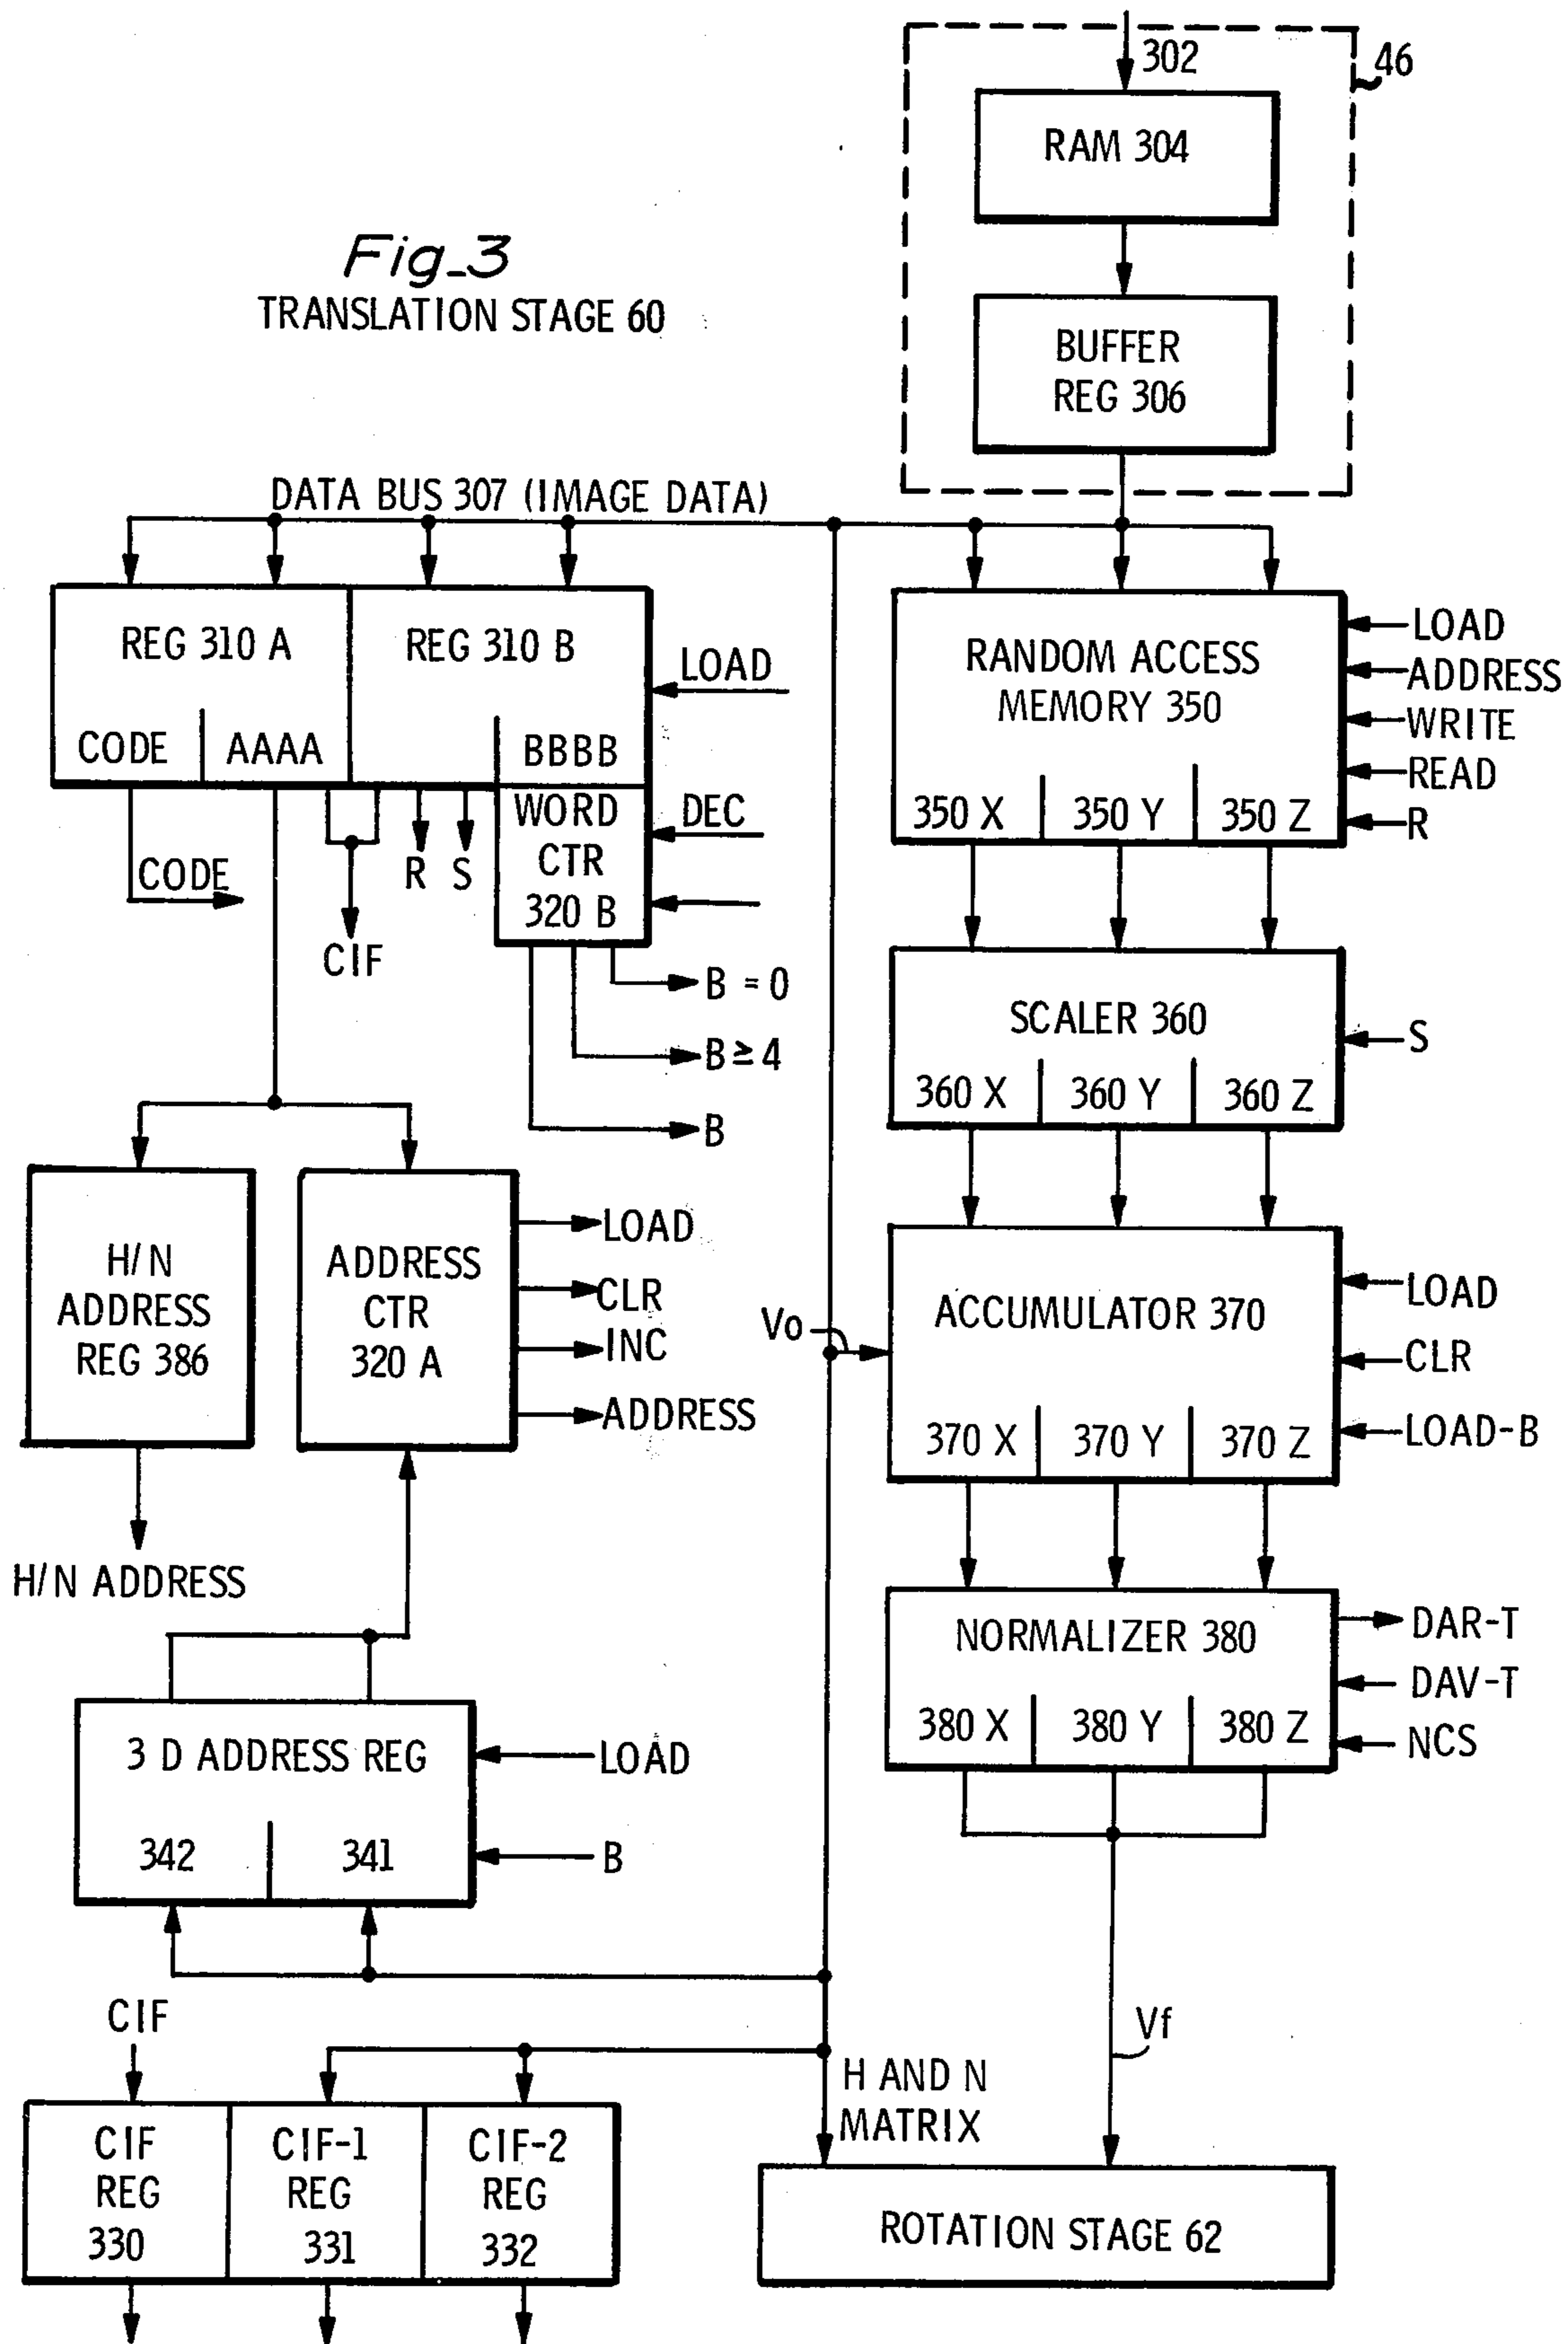 302
46
RAM 304
Fig_3
TRANSLATION STAGE 60
BUFFER
REG 306
DATA BUS 307 (IMAGE DATA)
REG 310 A
REG 310 B
CODE
AAAA
BBBB
LOAD
WORD
CTR
320 B
DEC
CODE
CIF
R
S
B = 0
B ≥ 4
B
RANDOM ACCESS
MEMORY 350
350 X
350 Y
350 Z
LOAD
ADDRESS
WRITE
READ
R
SCALER 360
360 X
360 Y
360 Z
S
H/N
ADDRESS
REG 386
ADDRESS
CTR
320 A
LOAD
CLR
INC
ADDRESS
Vo
ACCUMULATOR 370
370 X
370 Y
370 Z
LOAD
CLR
LOAD-B
H/N ADDRESS
NORMALIZER 380
380 X
380 Y
380 Z
DAR-T
DAV-T
NCS
3 D ADDRESS REG
342
341
LOAD
B
CIF
CIF
REG
330
CIF-1
REG
331
CIF-2
REG
332
H AND N
MATRIX
Vf
ROTATION STAGE 62